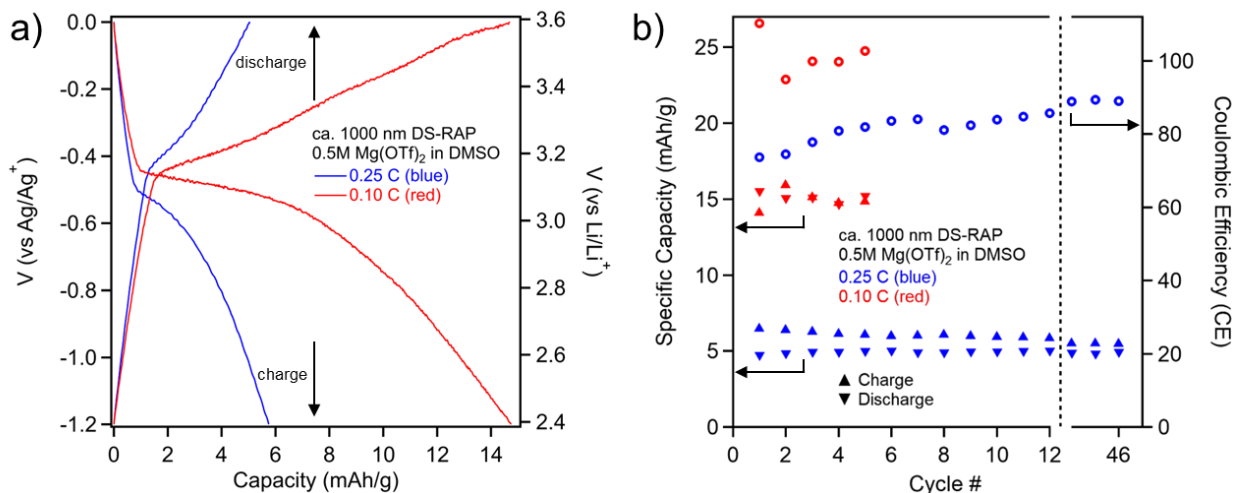 a)
0.0
-0.2
-0.4
-0.6
-0.8
-1.0
-1.2
V (vs Ag/Ag⁺)
discharge
ca. 1000 nm DS-RAP
0.5M Mg(OTf)₂ in DMSO
0.25 C (blue)
0.10 C (red)
charge
3.6
3.4
3.2
3.0
2.8
2.6
2.4
V (vs Li/Li⁺)
0
2
4
6
8
10
12
14
Capacity (mAh/g)
b)
25
20
15
10
5
0
Specific Capacity (mAh/g)
ca. 1000 nm DS-RAP
0.5M Mg(OTf)₂ in DMSO
0.25 C (blue)
0.10 C (red)
Charge
Discharge
100
80
60
40
20
0
Coulombic Efficiency (CE)
0
2
4
6
8
10
12
46
Cycle #